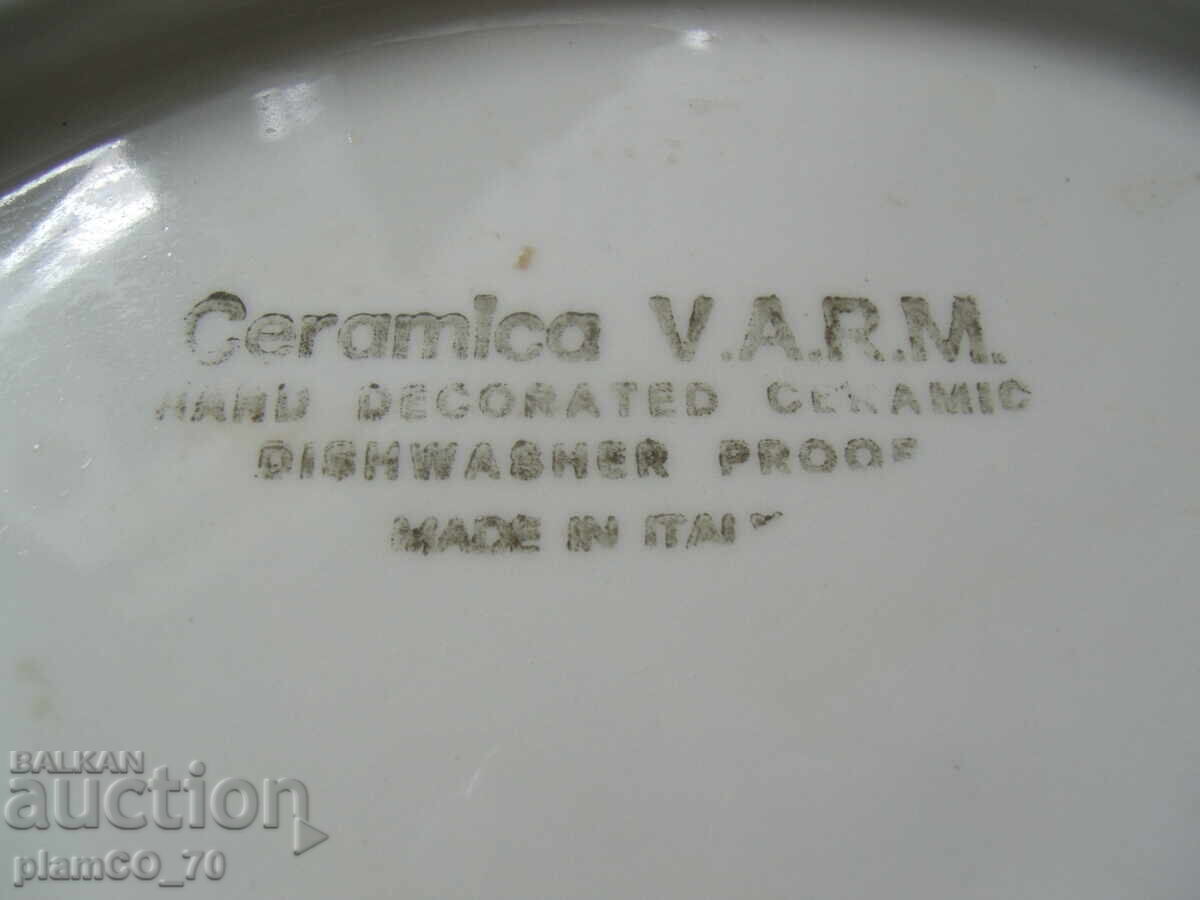 Ceramica V.A.R.M.
HAND DECORATED CERAMIC
DISHWASHER PROOF
MADE IN ITALY
BALKAN
auction
plamCO_70